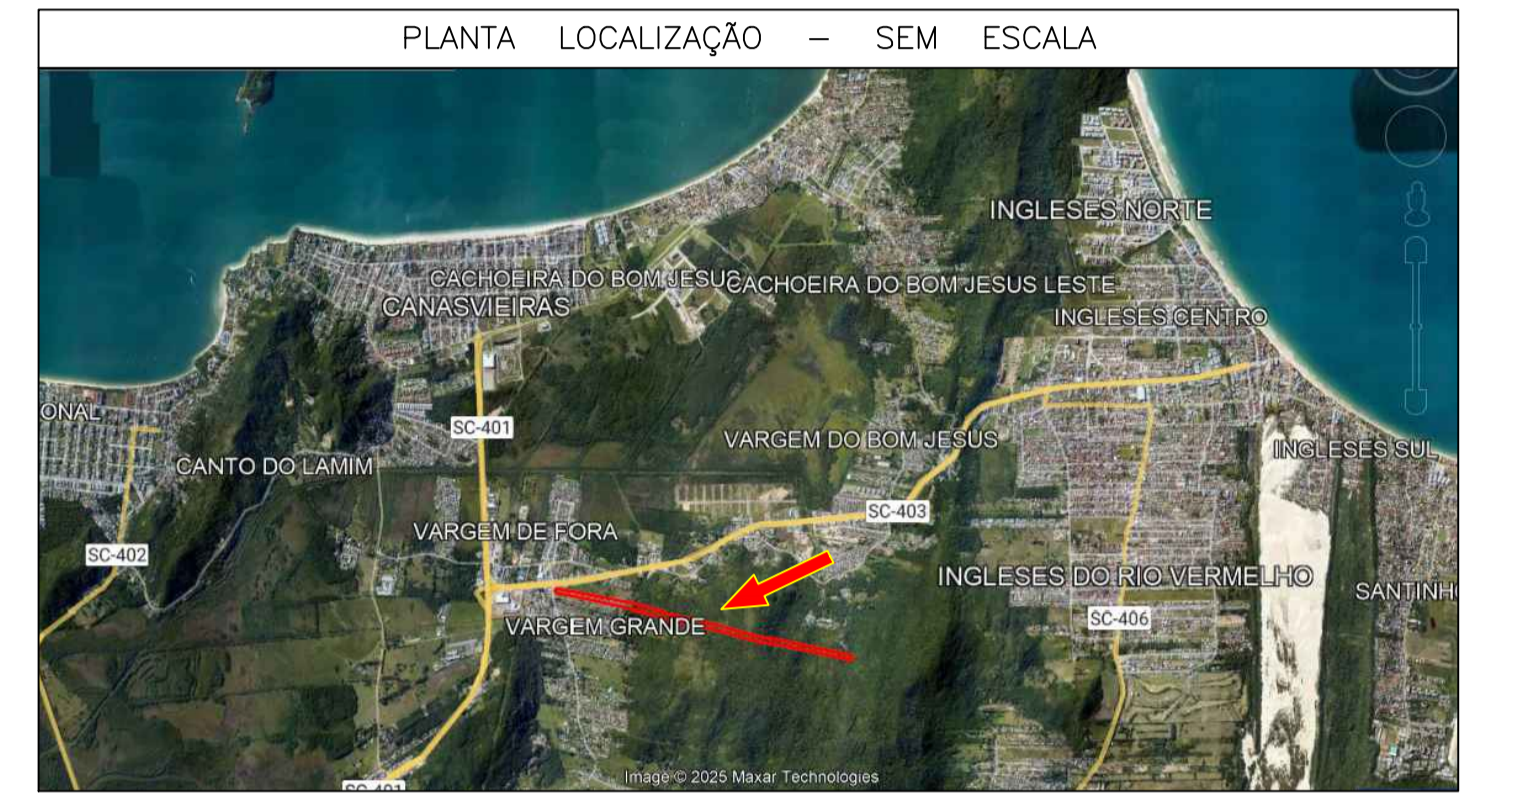 PLANTA LOCALIZAÇÃO – SEM ESCALA
INGLESES NORTE
CACHOEIRA DO BOM JESUS
CACHOEIRA DO BOM JESUS LESTE
CANASVIEIRAS
INGLESES CENTRO
ONAL
SC-401
VARGEM DO BOM JESUS
INGLESES SUL
CANTO DO LAMIM
SC-403
VARGEM DE FORA
SC-402
INGLESES DO RIO VERMELHO
SANTINH
SC-406
VARGEM GRANDE
Image © 2025 Maxar Technologies
SC-401